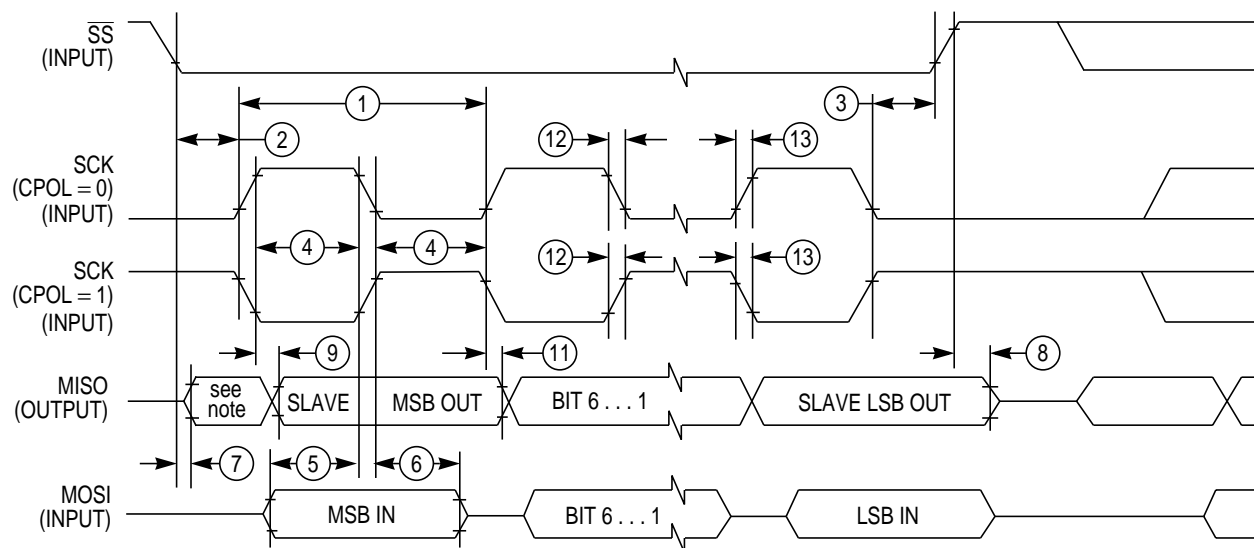 SS
(INPUT)
1
3
2
12
13
SCK
(CPOL = 0)
(INPUT)
4
4
12
13
SCK
(CPOL = 1)
(INPUT)
9
11
8
MISO
(OUTPUT)
see
note
SLAVE
MSB OUT
BIT 6 . . . 1
SLAVE LSB OUT
7
5
6
MOSI
(INPUT)
MSB IN
BIT 6 . . . 1
LSB IN